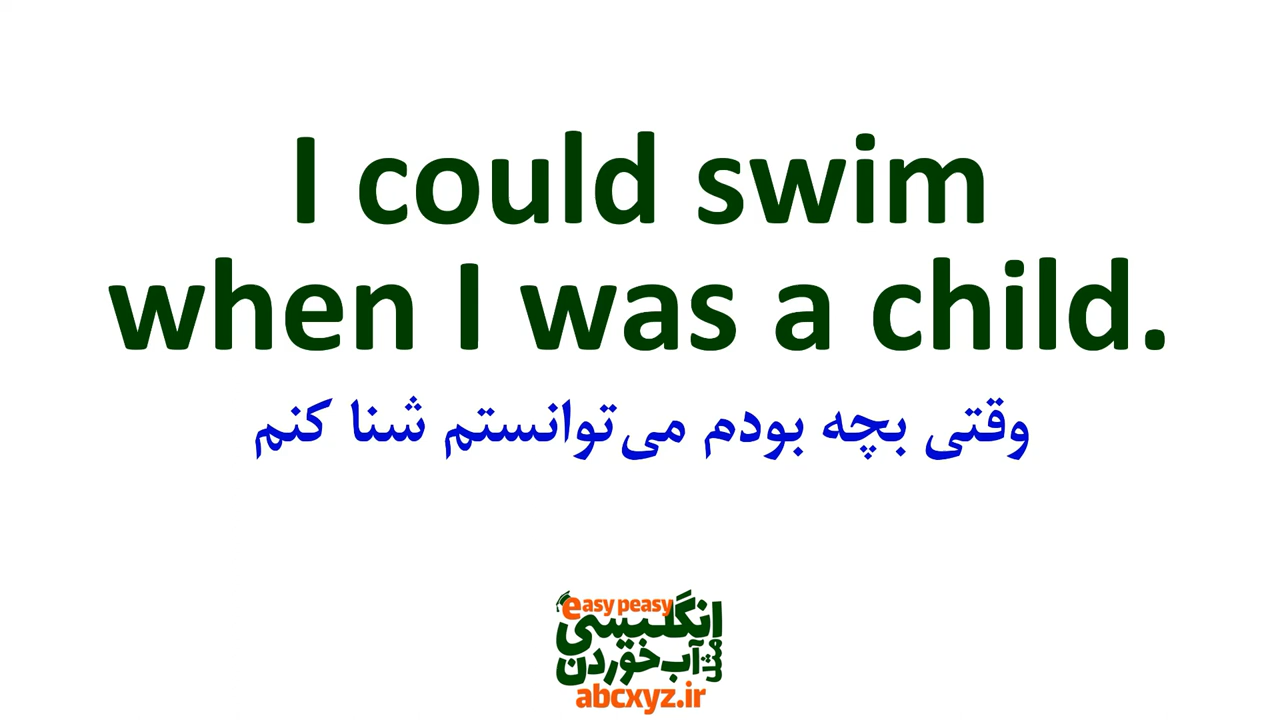 I could swim
when I was a child.
وقتی بچه بودم می‌توانستم شنا کنم
easy peasy
انگلیسی
مثل آب خوردن
abcxyz.ir